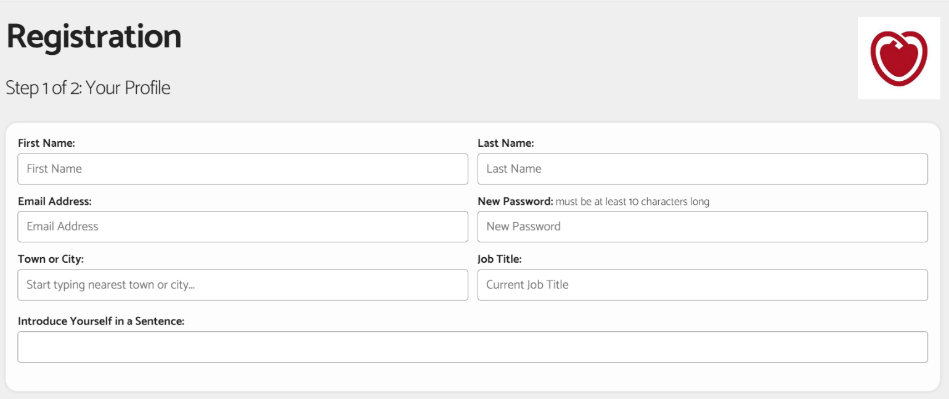 Registration
Step 1 of 2: Your Profile
First Name:
Last Name:
First Name
Last Name
Email Address:
New Password: must be at least 10 characters long
Email Address
New Password
Town or City:
Job Title:
Start typing nearest town or city...
Current Job Title
Introduce Yourself in a Sentence: